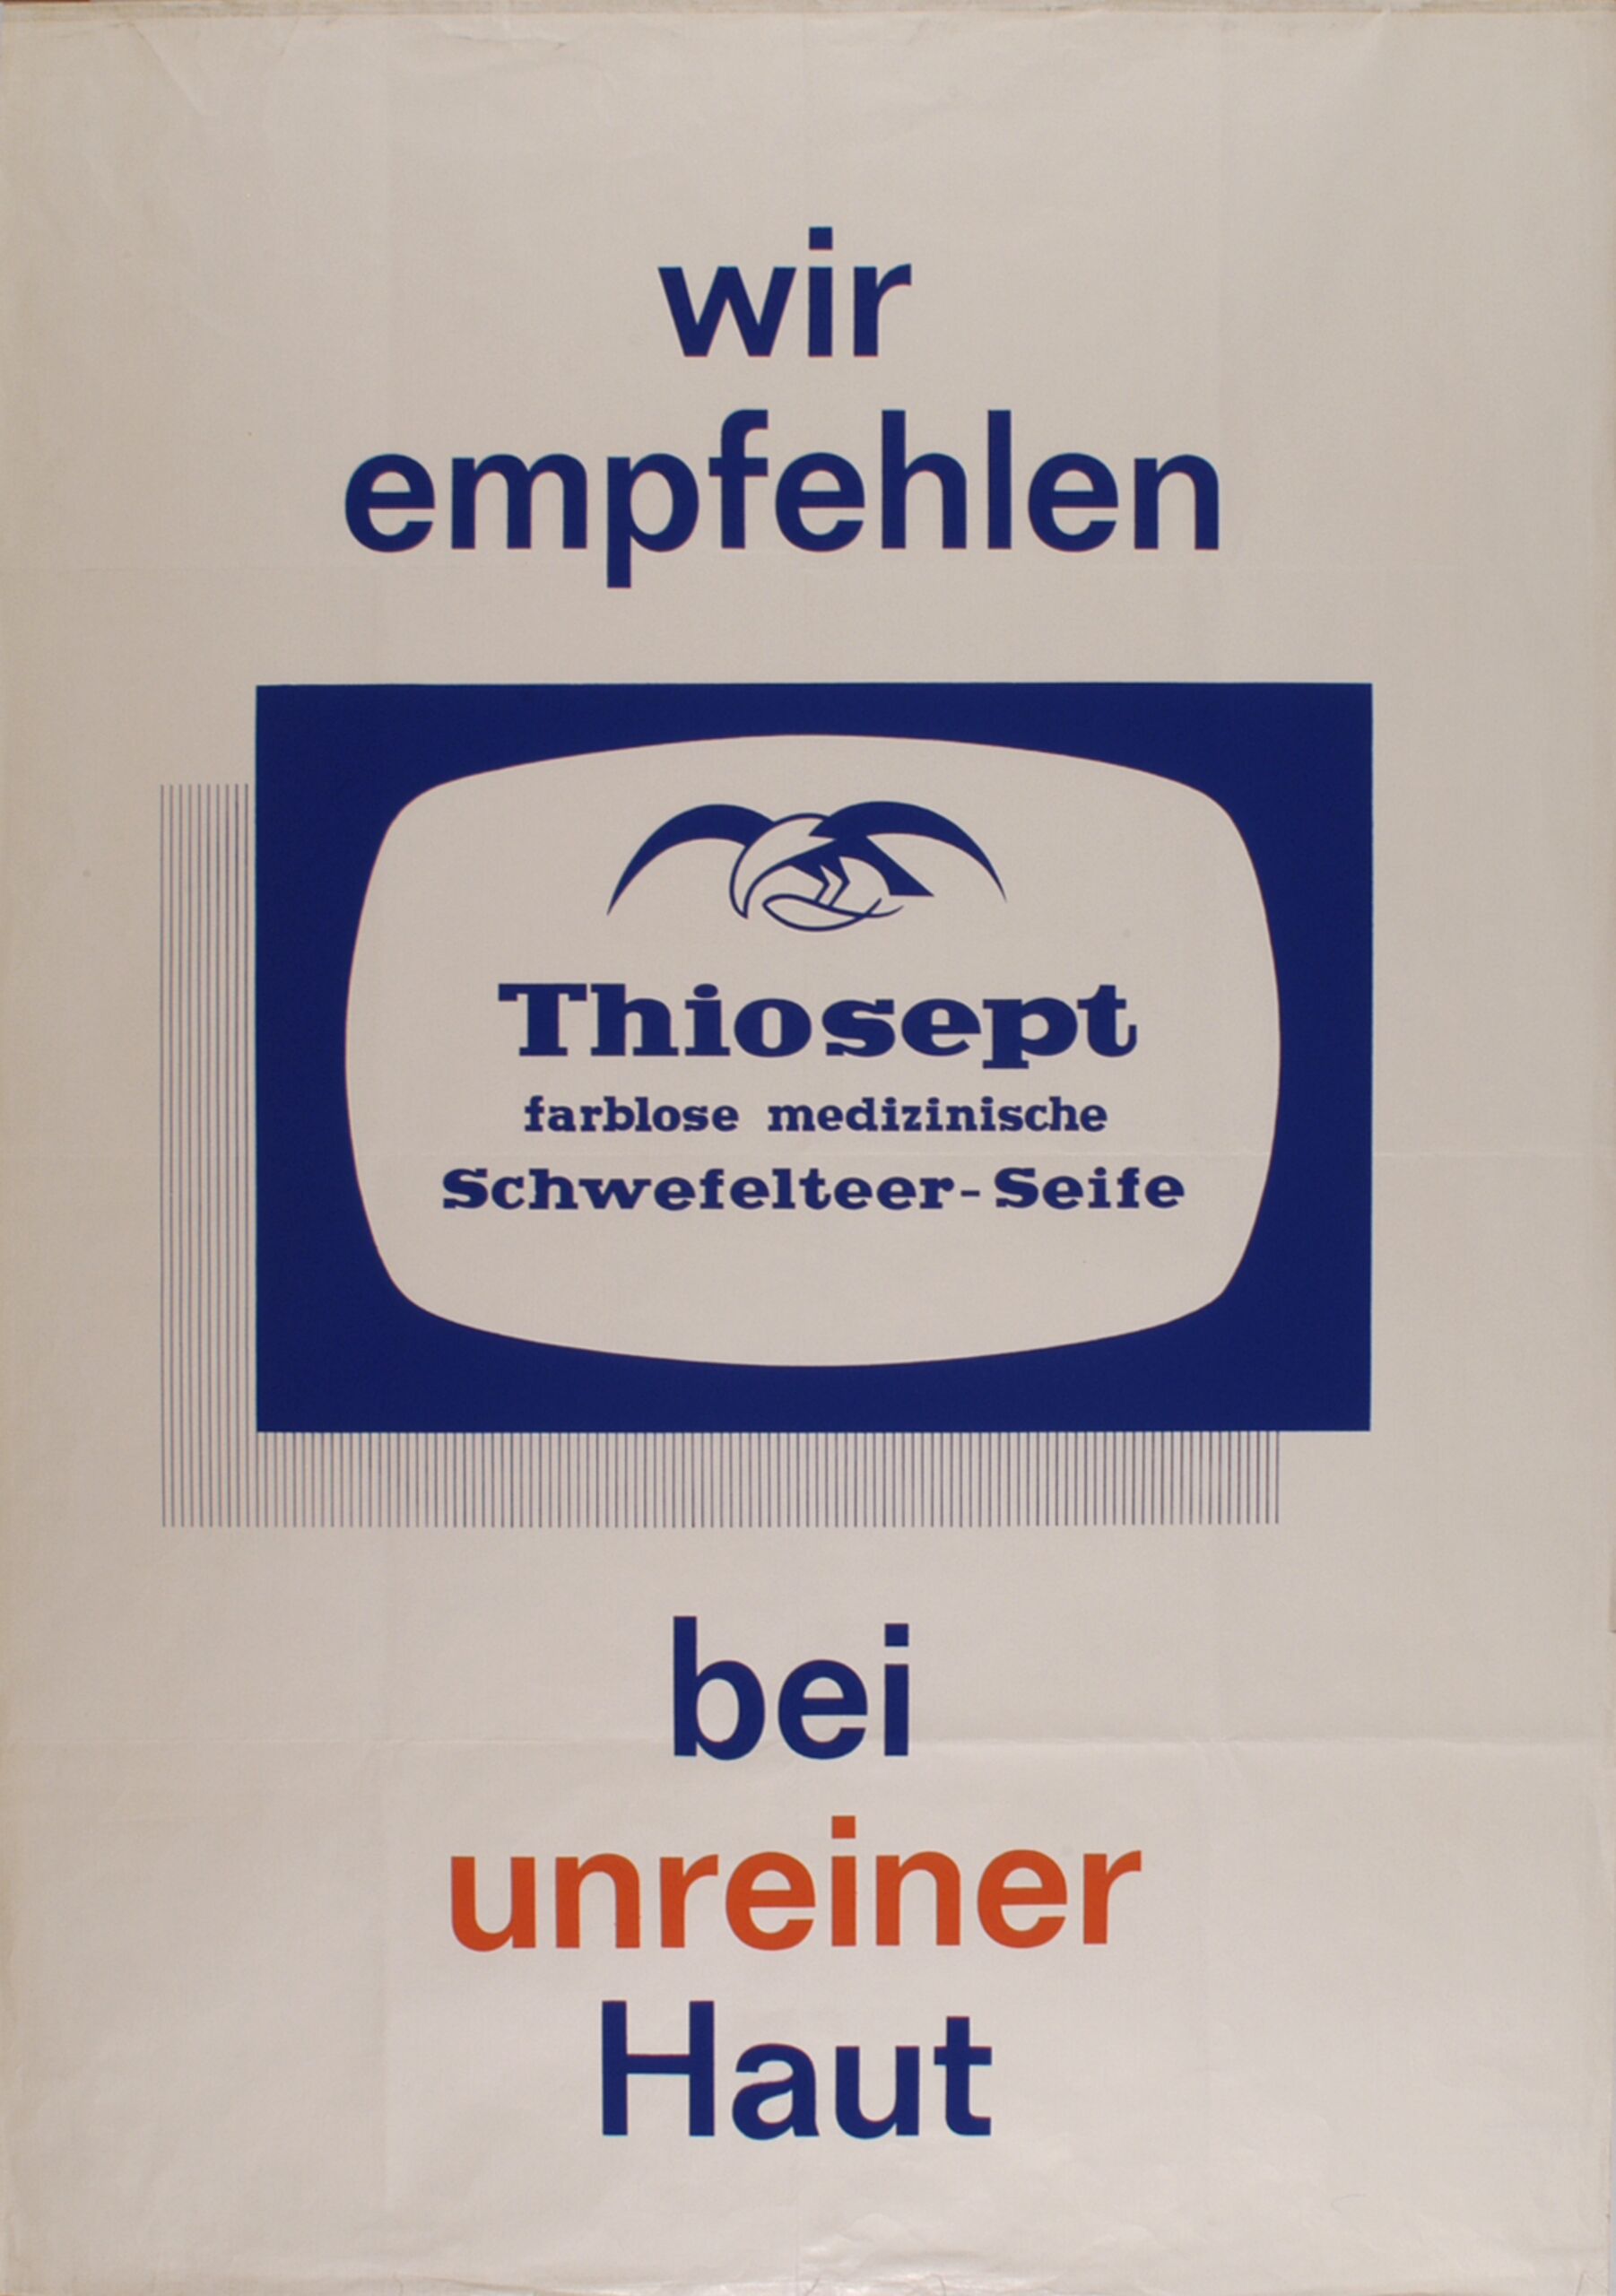 wir
empfehlen
Thiosept
farblose medizinische
Schwefelteer-Seife
bei
unreiner
Haut